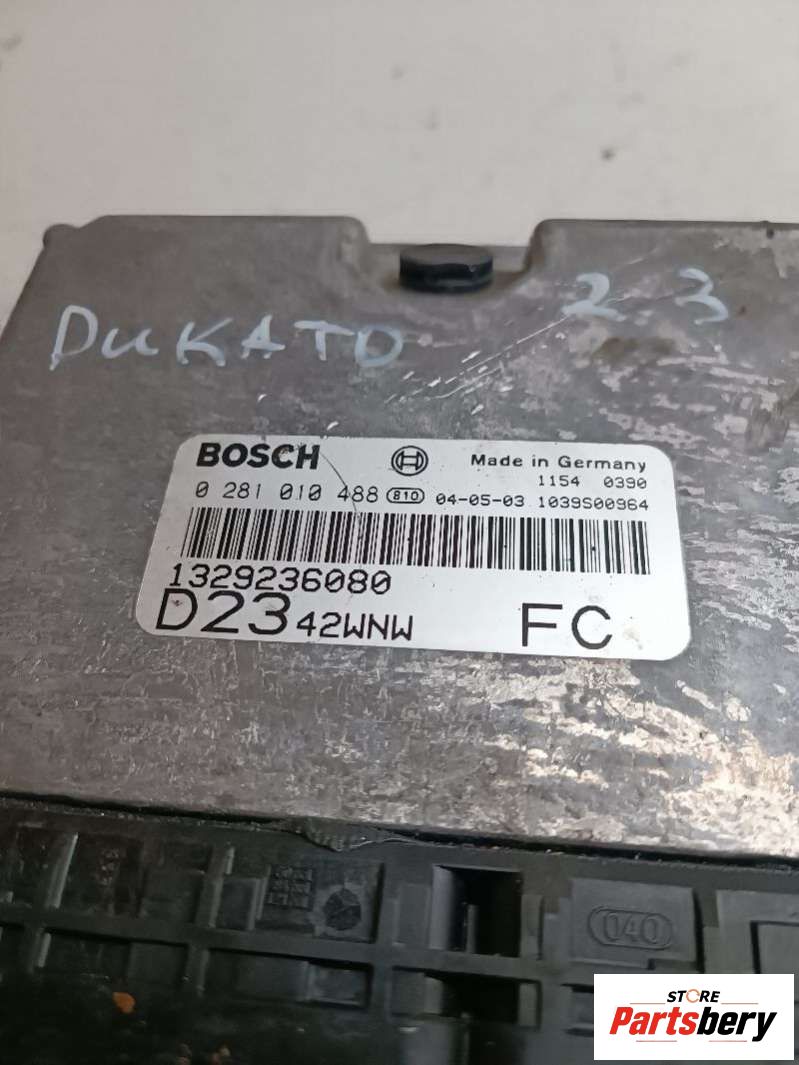 DUKATO 2 3
BOSCH Made in Germany
1154 0390
0 281 010 488 810 04-05-03 1039S00964
1329236080
D23 42WNW FC
040
STORE
Partsbery